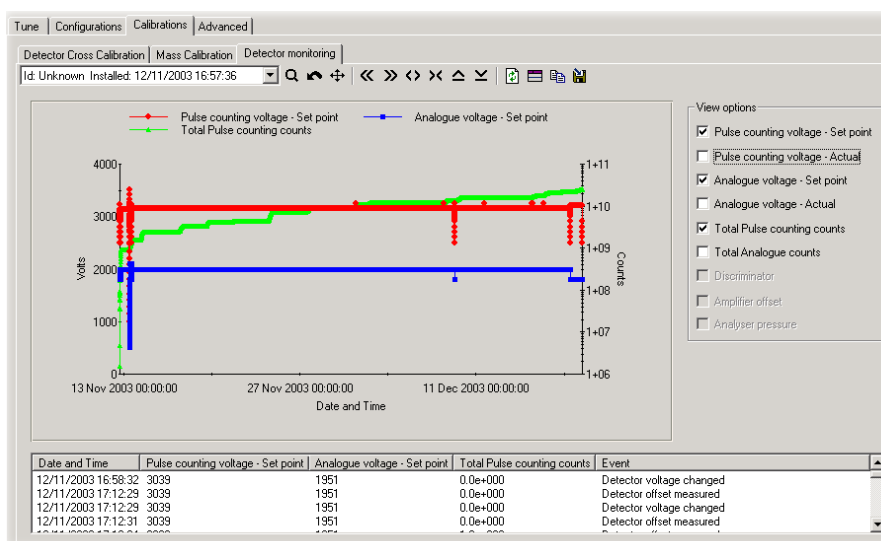 Tune Configurations Calibrations Advanced
Detector Cross Calibration Mass Calibration Detector monitoring
Id: Unknown Installed: 12/11/2003 16:57:36
Pulse counting voltage - Set point Analogue voltage - Set point
Total Pulse counting counts
4000
3000
2000
1000
0
Volts
1+11
1+10
1+09
1+08
1+07
1+06
Counts
13 Nov 2003 00:00:00 27 Nov 2003 00:00:00 11 Dec 2003 00:00:00
Date and Time
View options
Pulse counting voltage - Set point
Pulse counting voltage - Actual
Analogue voltage - Set point
Analogue voltage - Actual
Total Pulse counting counts
Total Analogue counts
Discriminator
Amplifier offset
Analyser pressure
Date and Time Pulse counting voltage - Set point Analogue voltage - Set point Total Pulse counting counts Event
12/11/2003 16:58:32 3039 1951 0.0e+000 Detector voltage changed
12/11/2003 17:12:29 3039 1951 0.0e+000 Detector offset measured
12/11/2003 17:12:29 3039 1951 0.0e+000 Detector voltage changed
12/11/2003 17:12:31 3039 1951 0.0e+000 Detector offset measured